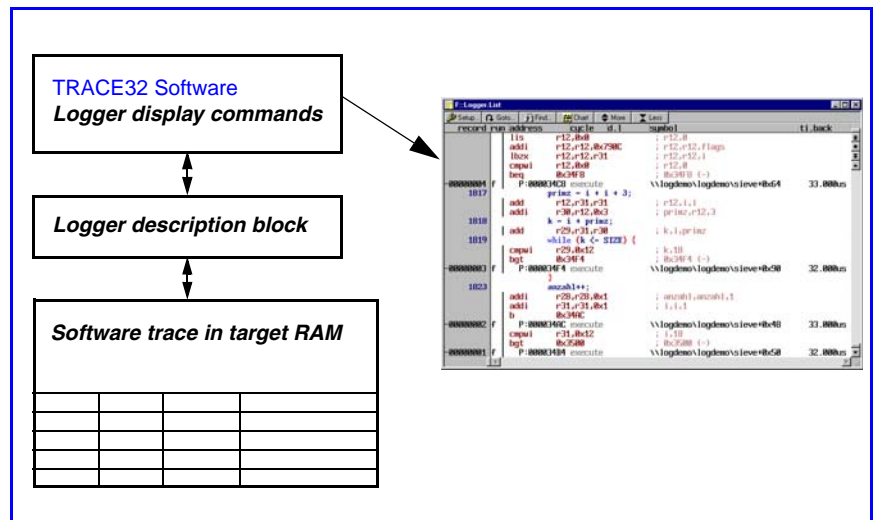 TRACE32 Software
Logger display commands
Logger description block
Software trace in target RAM
F::Logger.List
Setup.. Goto.. Find.. Chart More Less
record run address cycle d.l symbol ti.back
lis r12,0x0 ; r12,0
addi r12,r12,0x790C ; r12,r12,flags
lbzx r12,r12,r31 ; r12,r12,i
cmpwi r12,0x0 ; r12,0
beq 0x34F8 ; 0x34F8 (-)
-00000004 f P:000034C8 execute \\logdemo\logdemo\sieve+0x64 33.000us
1817 primz = i + i + 3;
add r12,r31,r31 ; r12,i,i
addi r30,r12,0x3 ; primz,r12,3
1818 k = i + primz;
add r29,r31,r30 ; k,i,primz
1819 while (k <= SIZE) {
cmpwi r29,0x12 ; k,18
bgt 0x34F4 ; 0x34F4 (-)
-00000003 f P:000034F4 execute \\logdemo\logdemo\sieve+0x90 32.000us
}
1823 anzahl++;
addi r28,r28,0x1 ; anzahl,anzahl,1
addi r31,r31,0x1 ; i,i,1
b 0x34AC
-00000002 f P:000034AC execute \\logdemo\logdemo\sieve+0x48 33.000us
cmpwi r31,0x12 ; i,18
bgt 0x3508 ; 0x3508 (-)
-00000001 f P:000034B4 execute \\logdemo\logdemo\sieve+0x50 32.000us